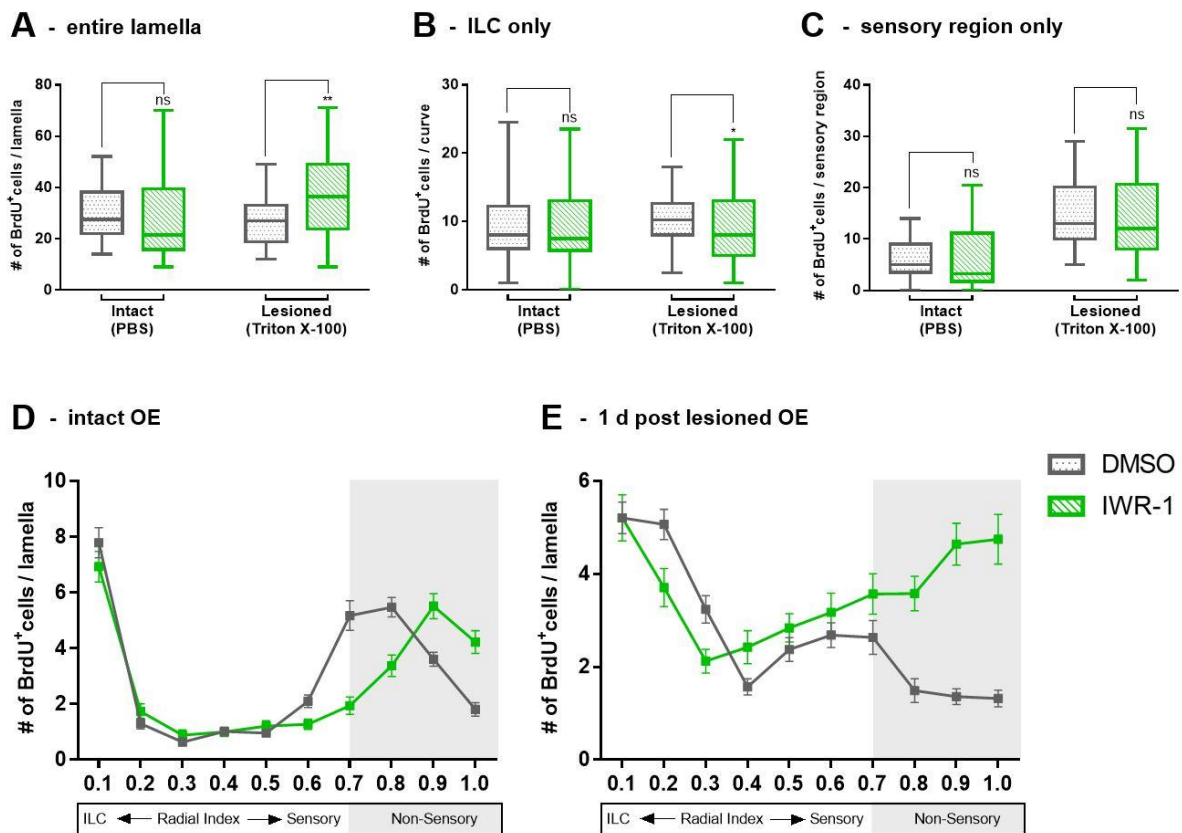 A - entire lamella
B - ILC only
C - sensory region only
# of BrdU⁺cells / lamella
80
60
40
20
0
ns
**
Intact
(PBS)
Lesioned
(Triton X-100)
# of BrdU⁺cells / curve
30
20
10
0
ns
*
Intact
(PBS)
Lesioned
(Triton X-100)
# of BrdU⁺cells / sensory region
40
30
20
10
0
ns
ns
Intact
(PBS)
Lesioned
(Triton X-100)
D - intact OE
E - 1 d post lesioned OE
# of BrdU⁺cells / lamella
10
8
6
4
2
0
0.1 0.2 0.3 0.4 0.5 0.6 0.7 0.8 0.9 1.0
ILC ← Radial Index → Sensory Non-Sensory
# of BrdU⁺cells / lamella
6
4
2
0
0.1 0.2 0.3 0.4 0.5 0.6 0.7 0.8 0.9 1.0
ILC ← Radial Index → Sensory Non-Sensory
DMSO
IWR-1